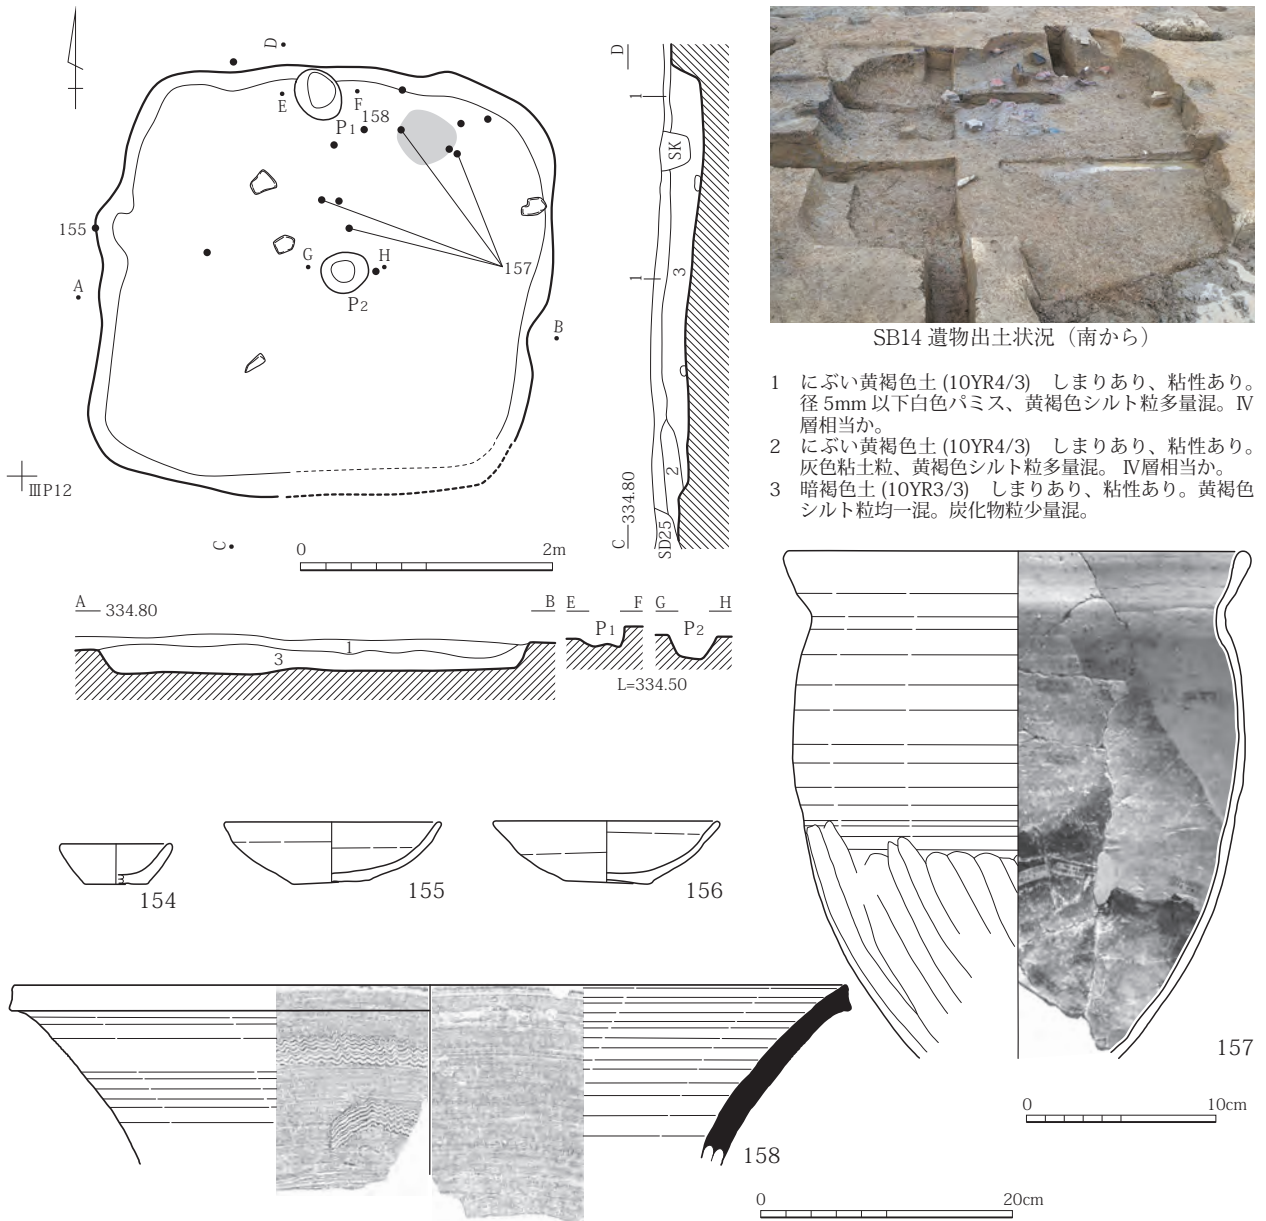 D
E
F
P1
158
155
A
G
H
157
P2
B
ⅢP12
C
0 2m
D
1
SK
1
3
2
C 334.80
SD25
SB14 遺物出土状況（南から）
1 にぶい黄褐色土 (10YR4/3) しまりあり、粘性あり。
径 5mm 以下白色パミス、黄褐色シルト粒多量混。Ⅳ
層相当か。
2 にぶい黄褐色土 (10YR4/3) しまりあり、粘性あり。
灰色粘土粒、黄褐色シルト粒多量混。 Ⅳ層相当か。
3 暗褐色土 (10YR3/3) しまりあり、粘性あり。黄褐色
シルト粒均一混。炭化物粒少量混。
A 334.80 B
1
3
E P1 F
G P2 H
L=334.50
154
155
156
157
0 10cm
158
0 20cm